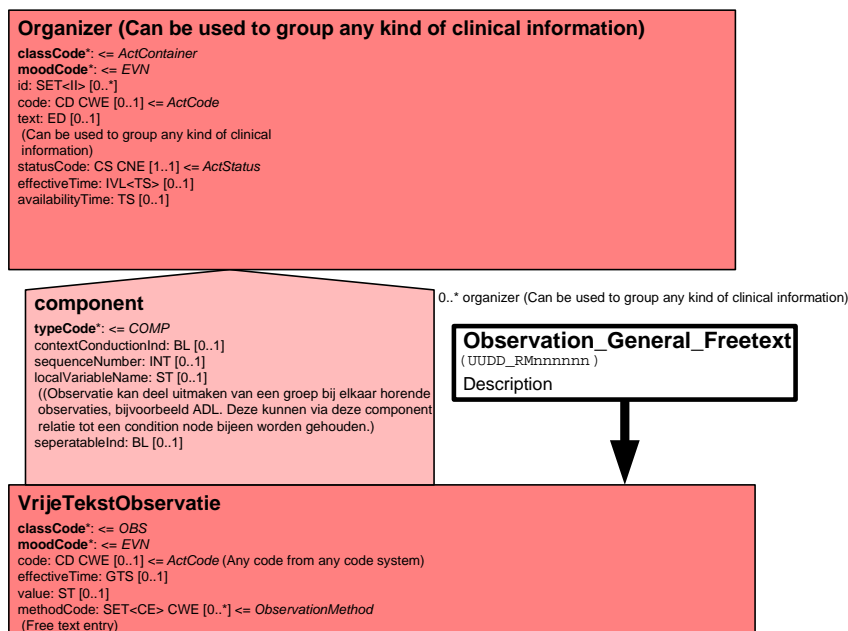 Organizer (Can be used to group any kind of clinical information)
classCode*: <= ActContainer
moodCode*: <= EVN
id: SET<II> [0..*]
code: CD CWE [0..1] <= ActCode
text: ED [0..1]
(Can be used to group any kind of clinical
information)
statusCode: CS CNE [1..1] <= ActStatus
effectiveTime: IVL<TS> [0..1]
availabilityTime: TS [0..1]
component
typeCode*: <= COMP
contextConductionInd: BL [0..1]
sequenceNumber: INT [0..1]
localVariableName: ST [0..1]
((Observatie kan deel uitmaken van een groep bij elkaar horende
observaties, bijvoorbeeld ADL. Deze kunnen via deze component
relatie tot een condition node bijeen worden gehouden.)
seperatableInd: BL [0..1]
0..* organizer (Can be used to group any kind of clinical information)
Observation_General_Freetext
(UUDD_RMnnnnnn)
Description
VrijeTekstObservatie
classCode*: <= OBS
moodCode*: <= EVN
code: CD CWE [0..1] <= ActCode (Any code from any code system)
effectiveTime: GTS [0..1]
value: ST [0..1]
methodCode: SET<CE> CWE [0..*] <= ObservationMethod
(Free text entry)